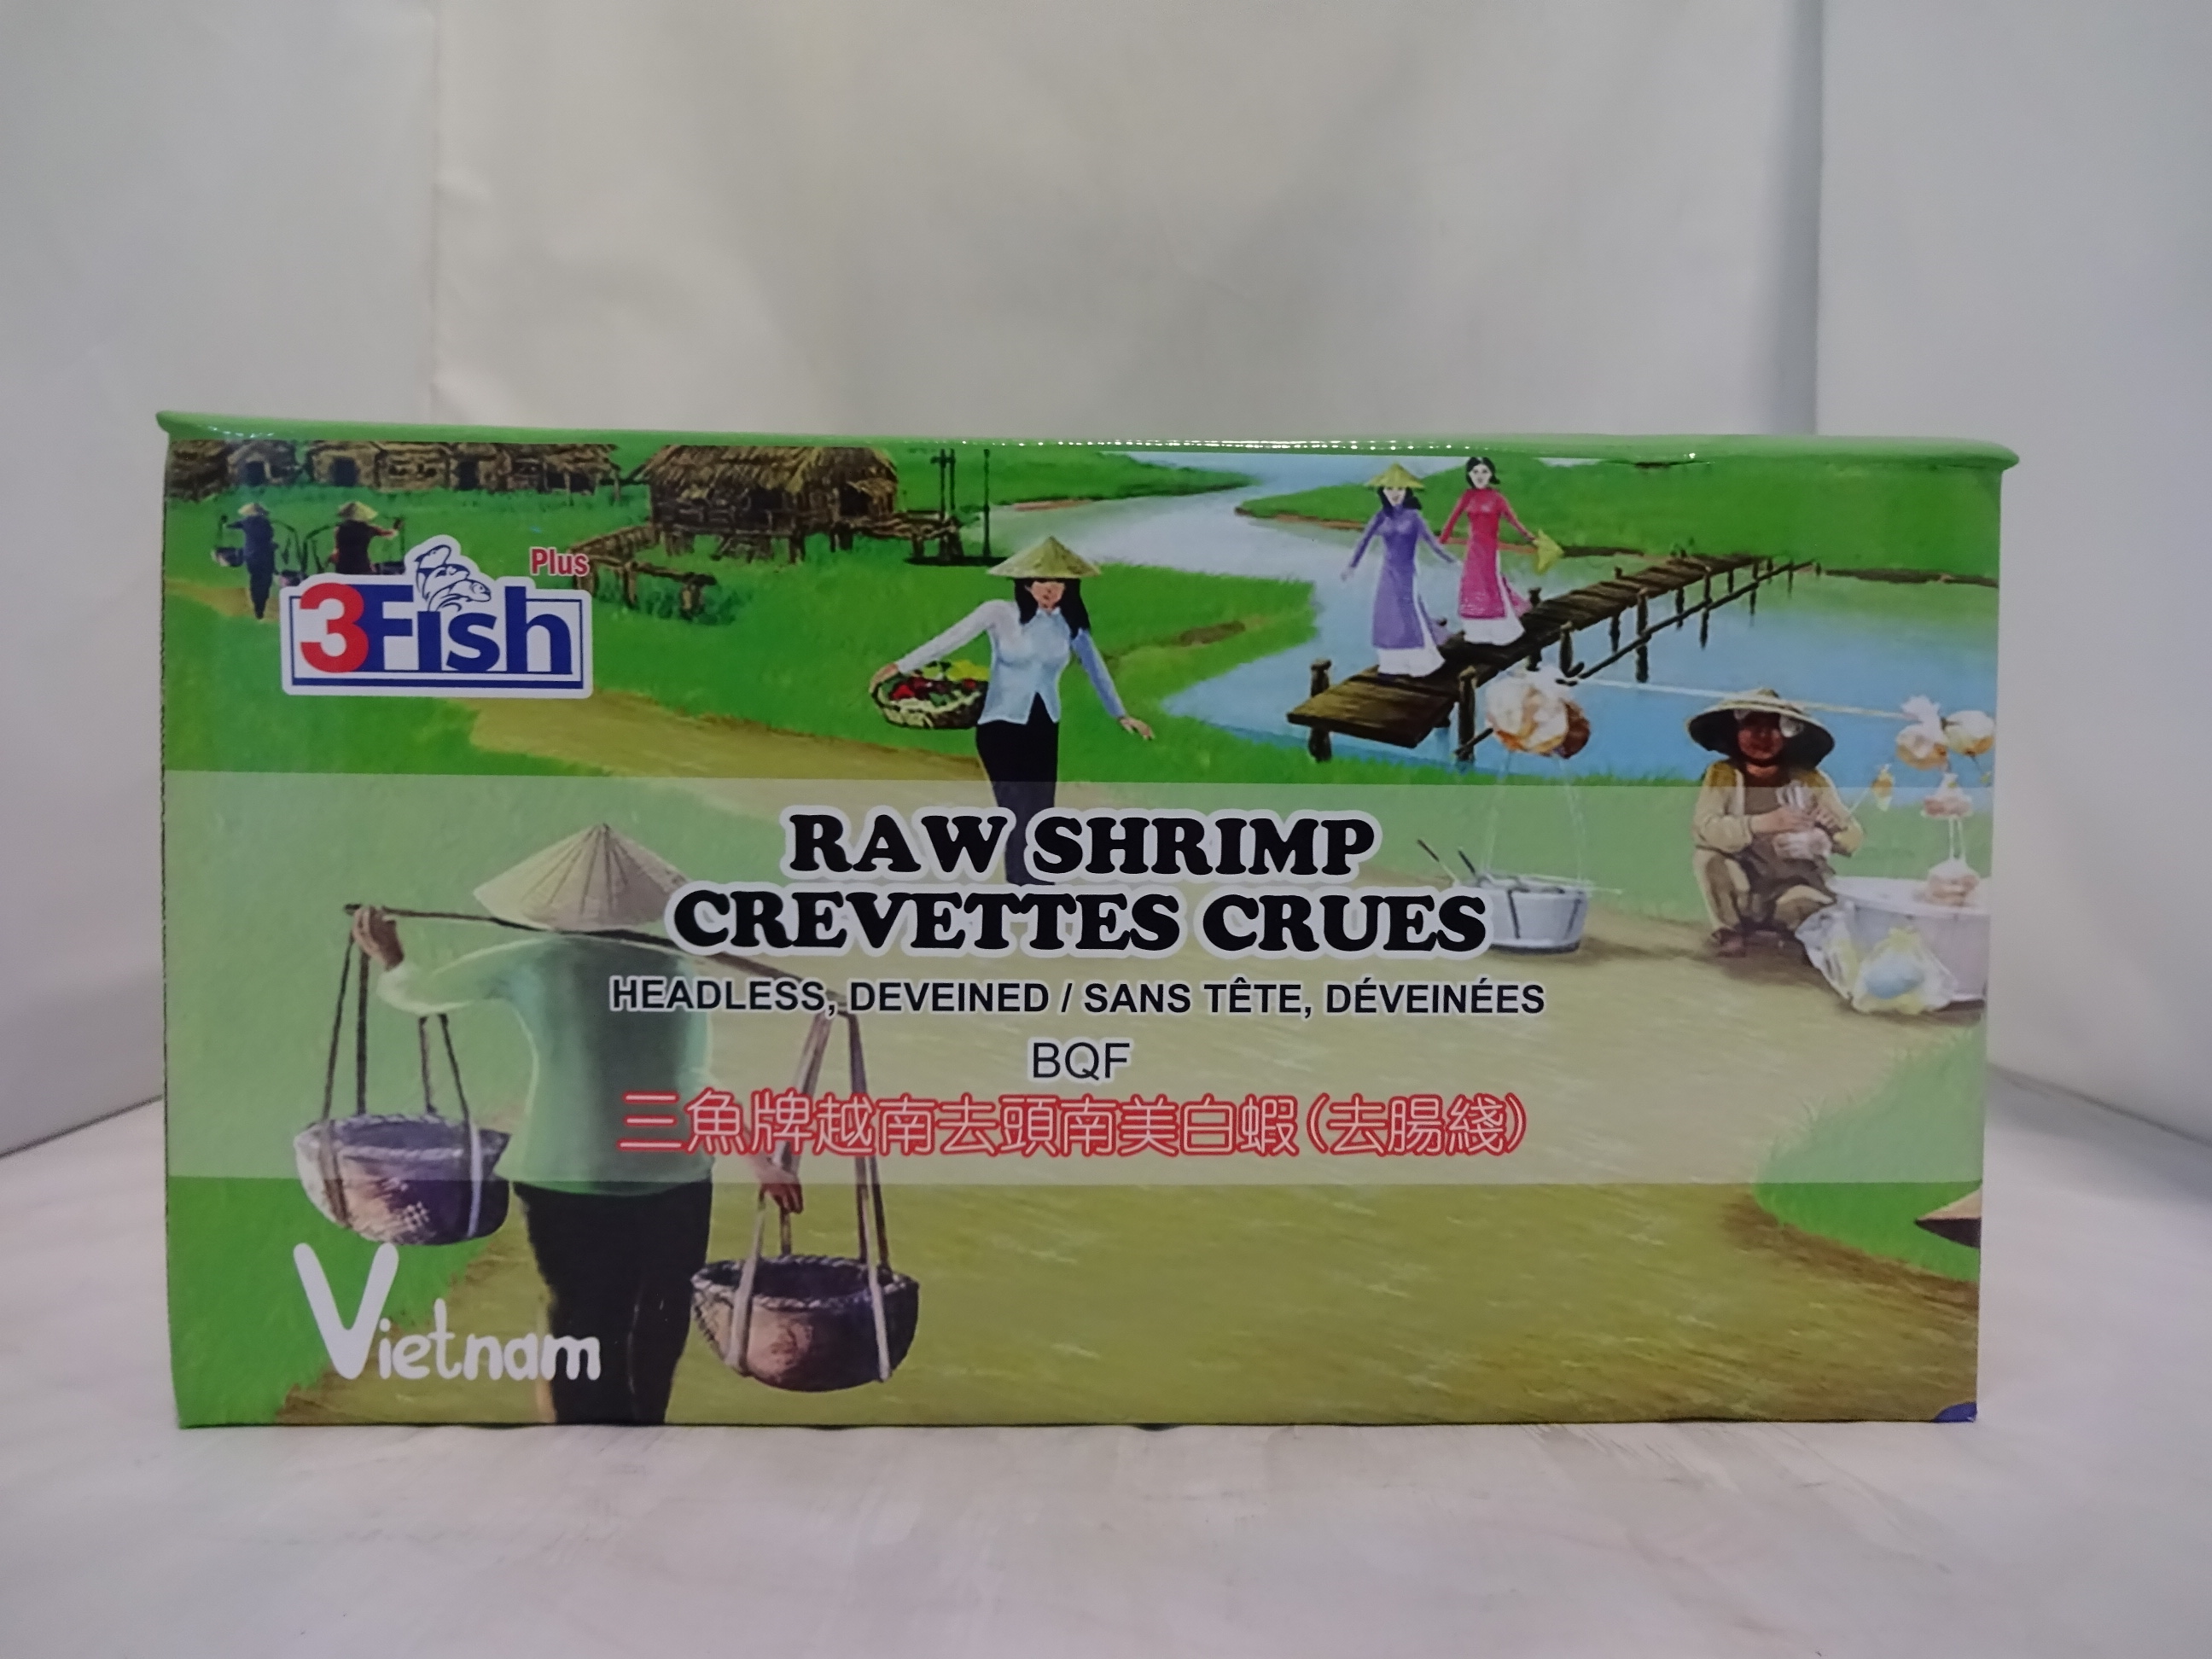 3Fish Plus
RAW SHRIMP
CREVETTES CRUES
HEADLESS, DEVEINED / SANS TÊTE, DÉVEINÉES
BQF
三魚牌越南去頭南美白蝦(去腸綫)
Vietnam